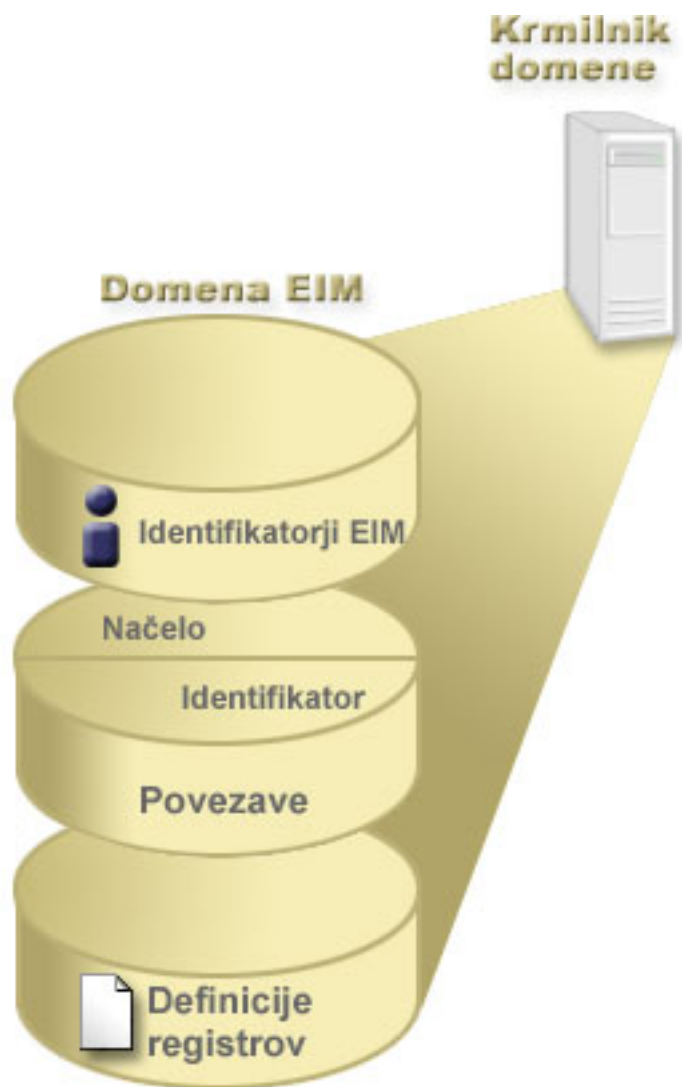 Krmilnik
domene
Domena EIM
Identifikatorji EIM
Načelo
Identifikator
Povezave
Definicije
registrov